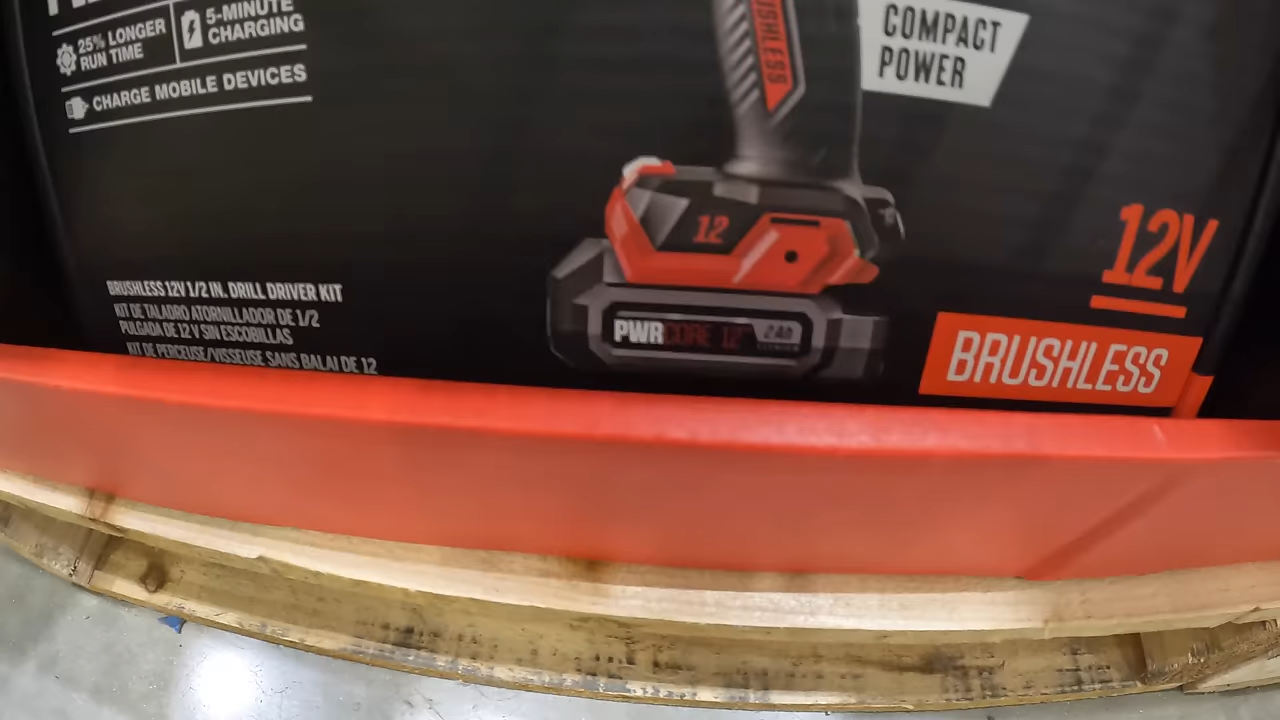 25% LONGER
RUN TIME
5-MINUTE
CHARGING
CHARGE MOBILE DEVICES
BRUSHLESS
COMPACT
POWER
12
12V
PWRCORE 12
BRUSHLESS
BRUSHLESS 12V 1/2 IN. DRILL DRIVER KIT
KIT DE TALADRO ATORNILLADOR DE 1/2
PULGADA DE 12 V SIN ESCOBILLAS
KIT DE PERCEUSE/VISSEUSE SANS BALAI DE 12